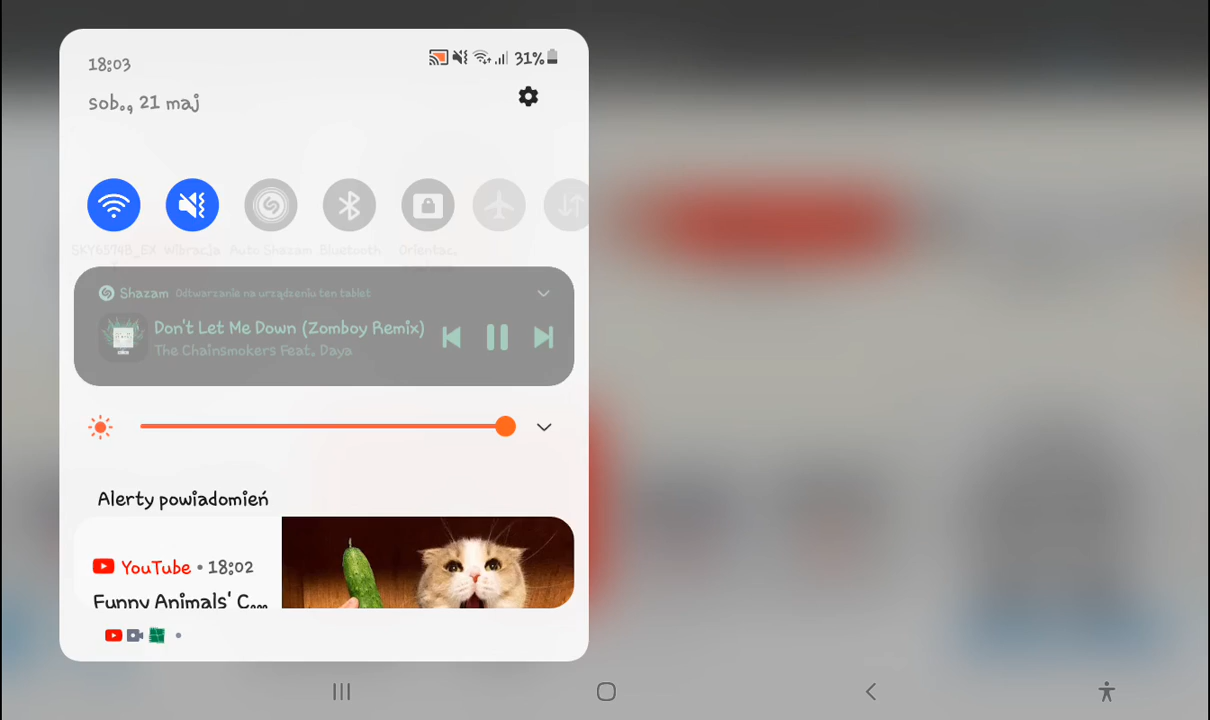 18:03
31%
sob., 21 maj
SKY6574B_EX Wibracja Auto Shazam Bluetooth Orientac.
Shazam Odtwarzanie na urządzeniu ten tablet
Don't Let Me Down (Zomboy Remix)
The Chainsmokers Feat. Daya
Alerty powiadomień
YouTube • 18:02
Funny Animals' C...